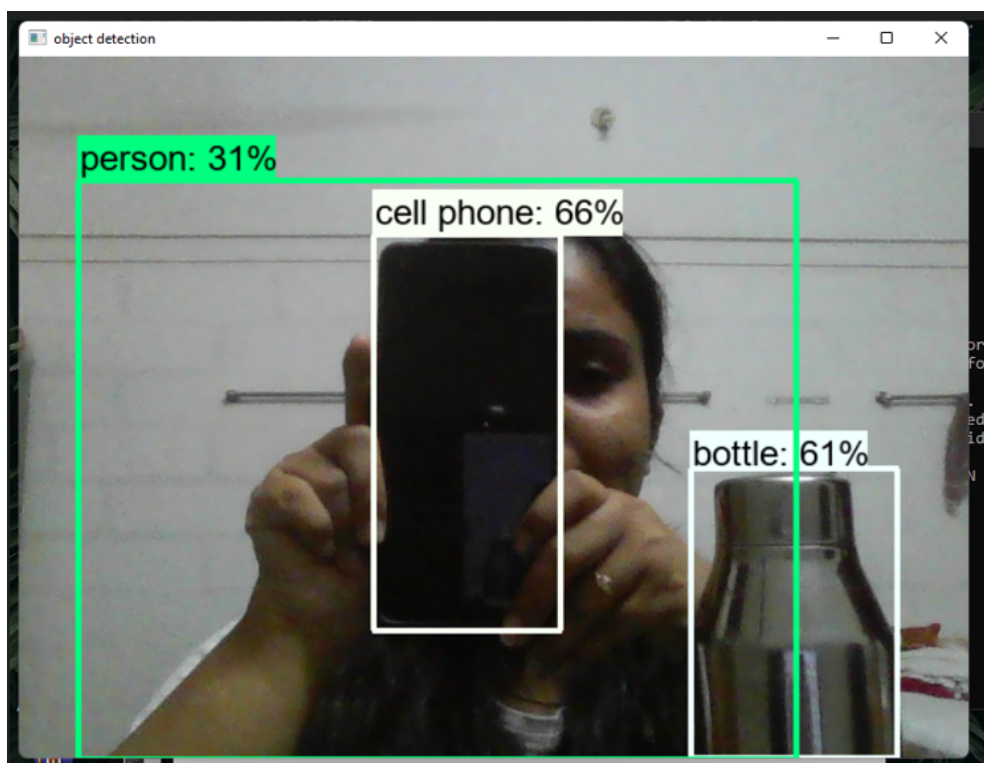 object detection
person: 31%
cell phone: 66%
bottle: 61%